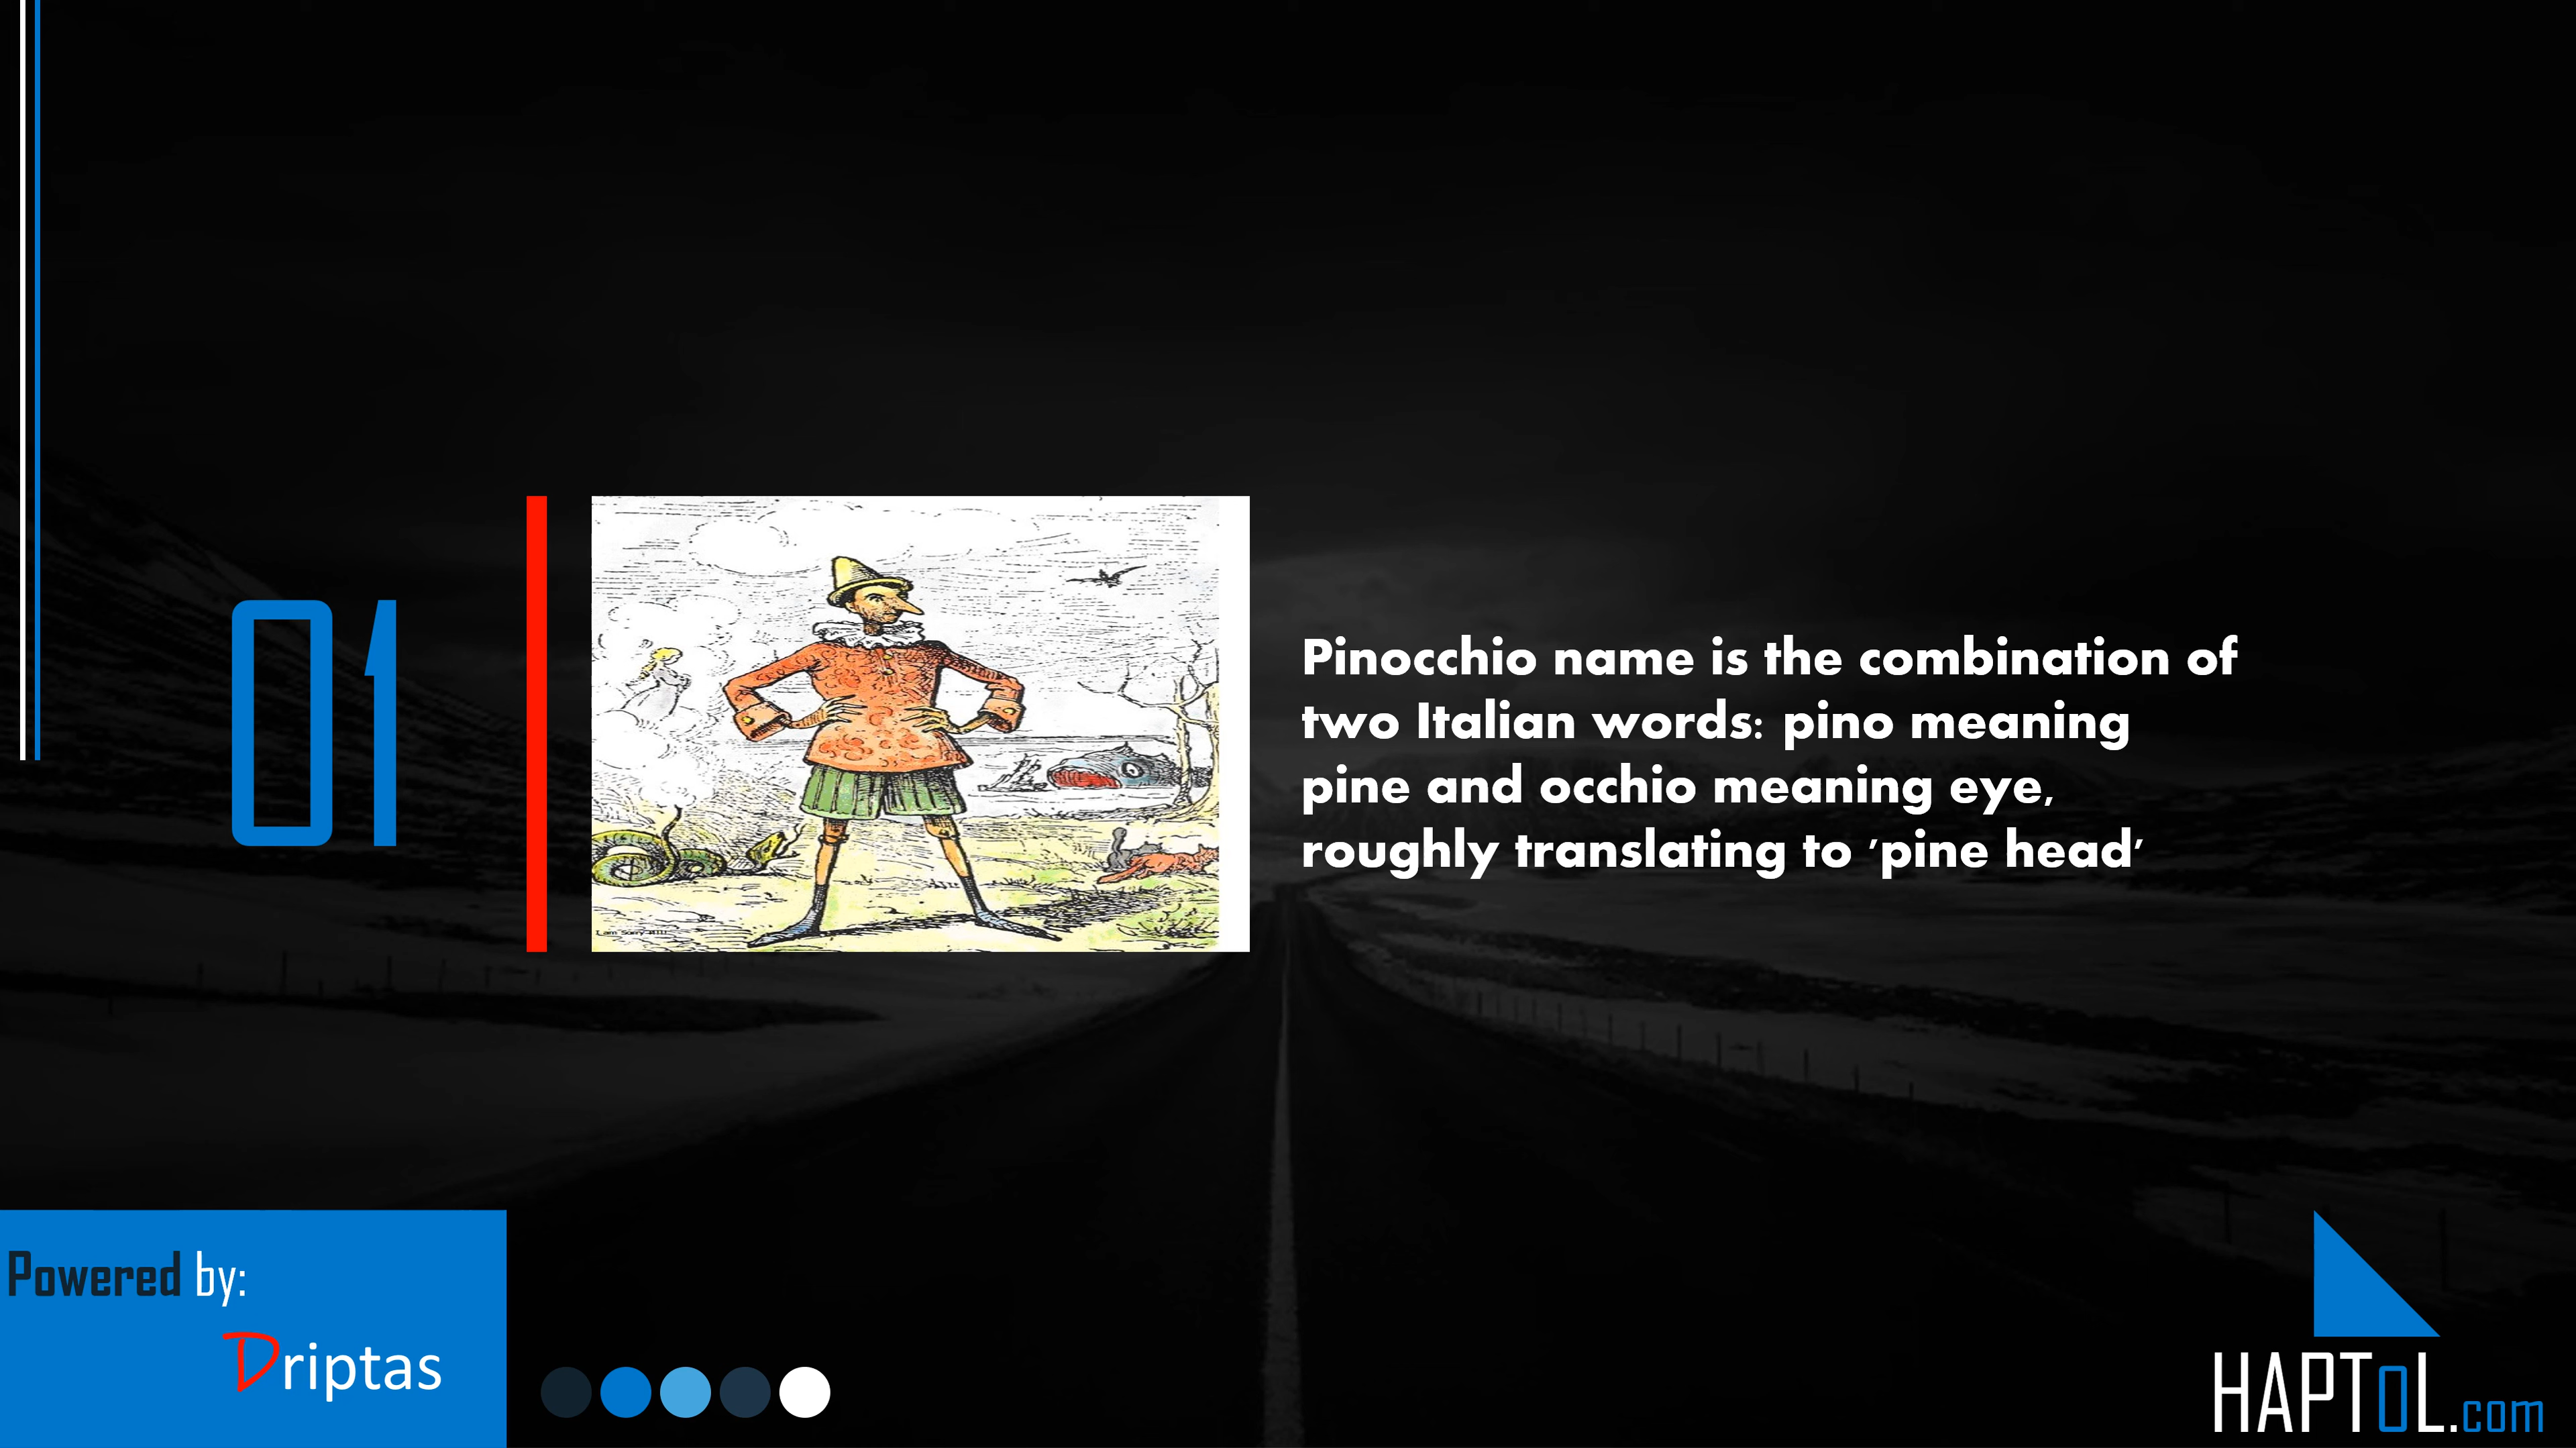 01
Pinocchio name is the combination of
two Italian words: pino meaning
pine and occhio meaning eye,
roughly translating to 'pine head'
Powered by:
Driptas
HAPToL.com